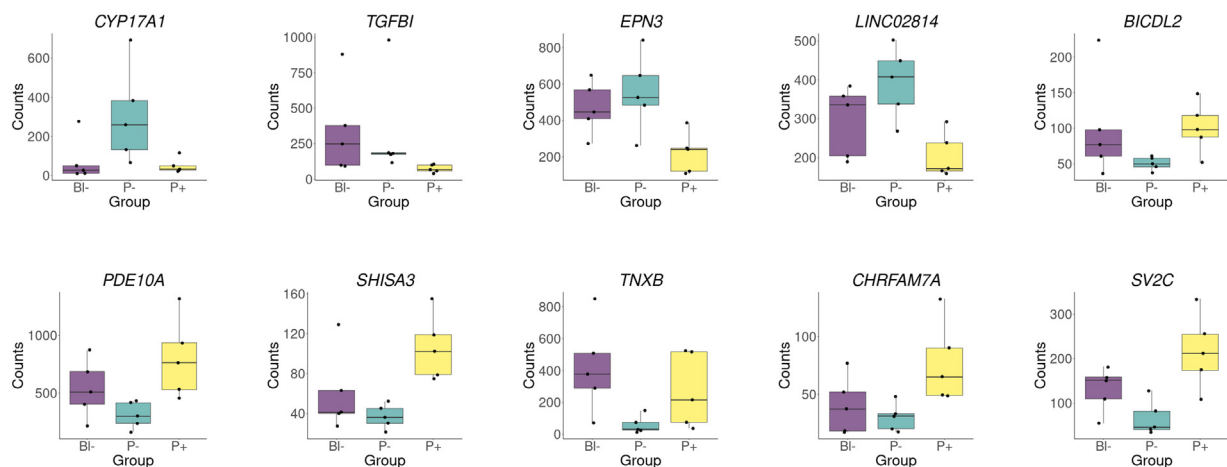 CYP17A1
TGFBI
EPN3
LINC02814
BICDL2
Counts
600
400
200
0
Bl-
P-
P+
Group
Counts
1000
750
500
250
0
Bl-
P-
P+
Group
Counts
800
600
400
200
Bl-
P-
P+
Group
Counts
500
400
300
200
Bl-
P-
P+
Group
Counts
200
150
100
50
Bl-
P-
P+
Group
PDE10A
SHISA3
TNXB
CHRFAM7A
SV2C
Counts
1000
500
Bl-
P-
P+
Group
Counts
160
120
80
40
Bl-
P-
P+
Group
Counts
800
600
400
200
0
Bl-
P-
P+
Group
Counts
100
50
Bl-
P-
P+
Group
Counts
300
200
100
Bl-
P-
P+
Group